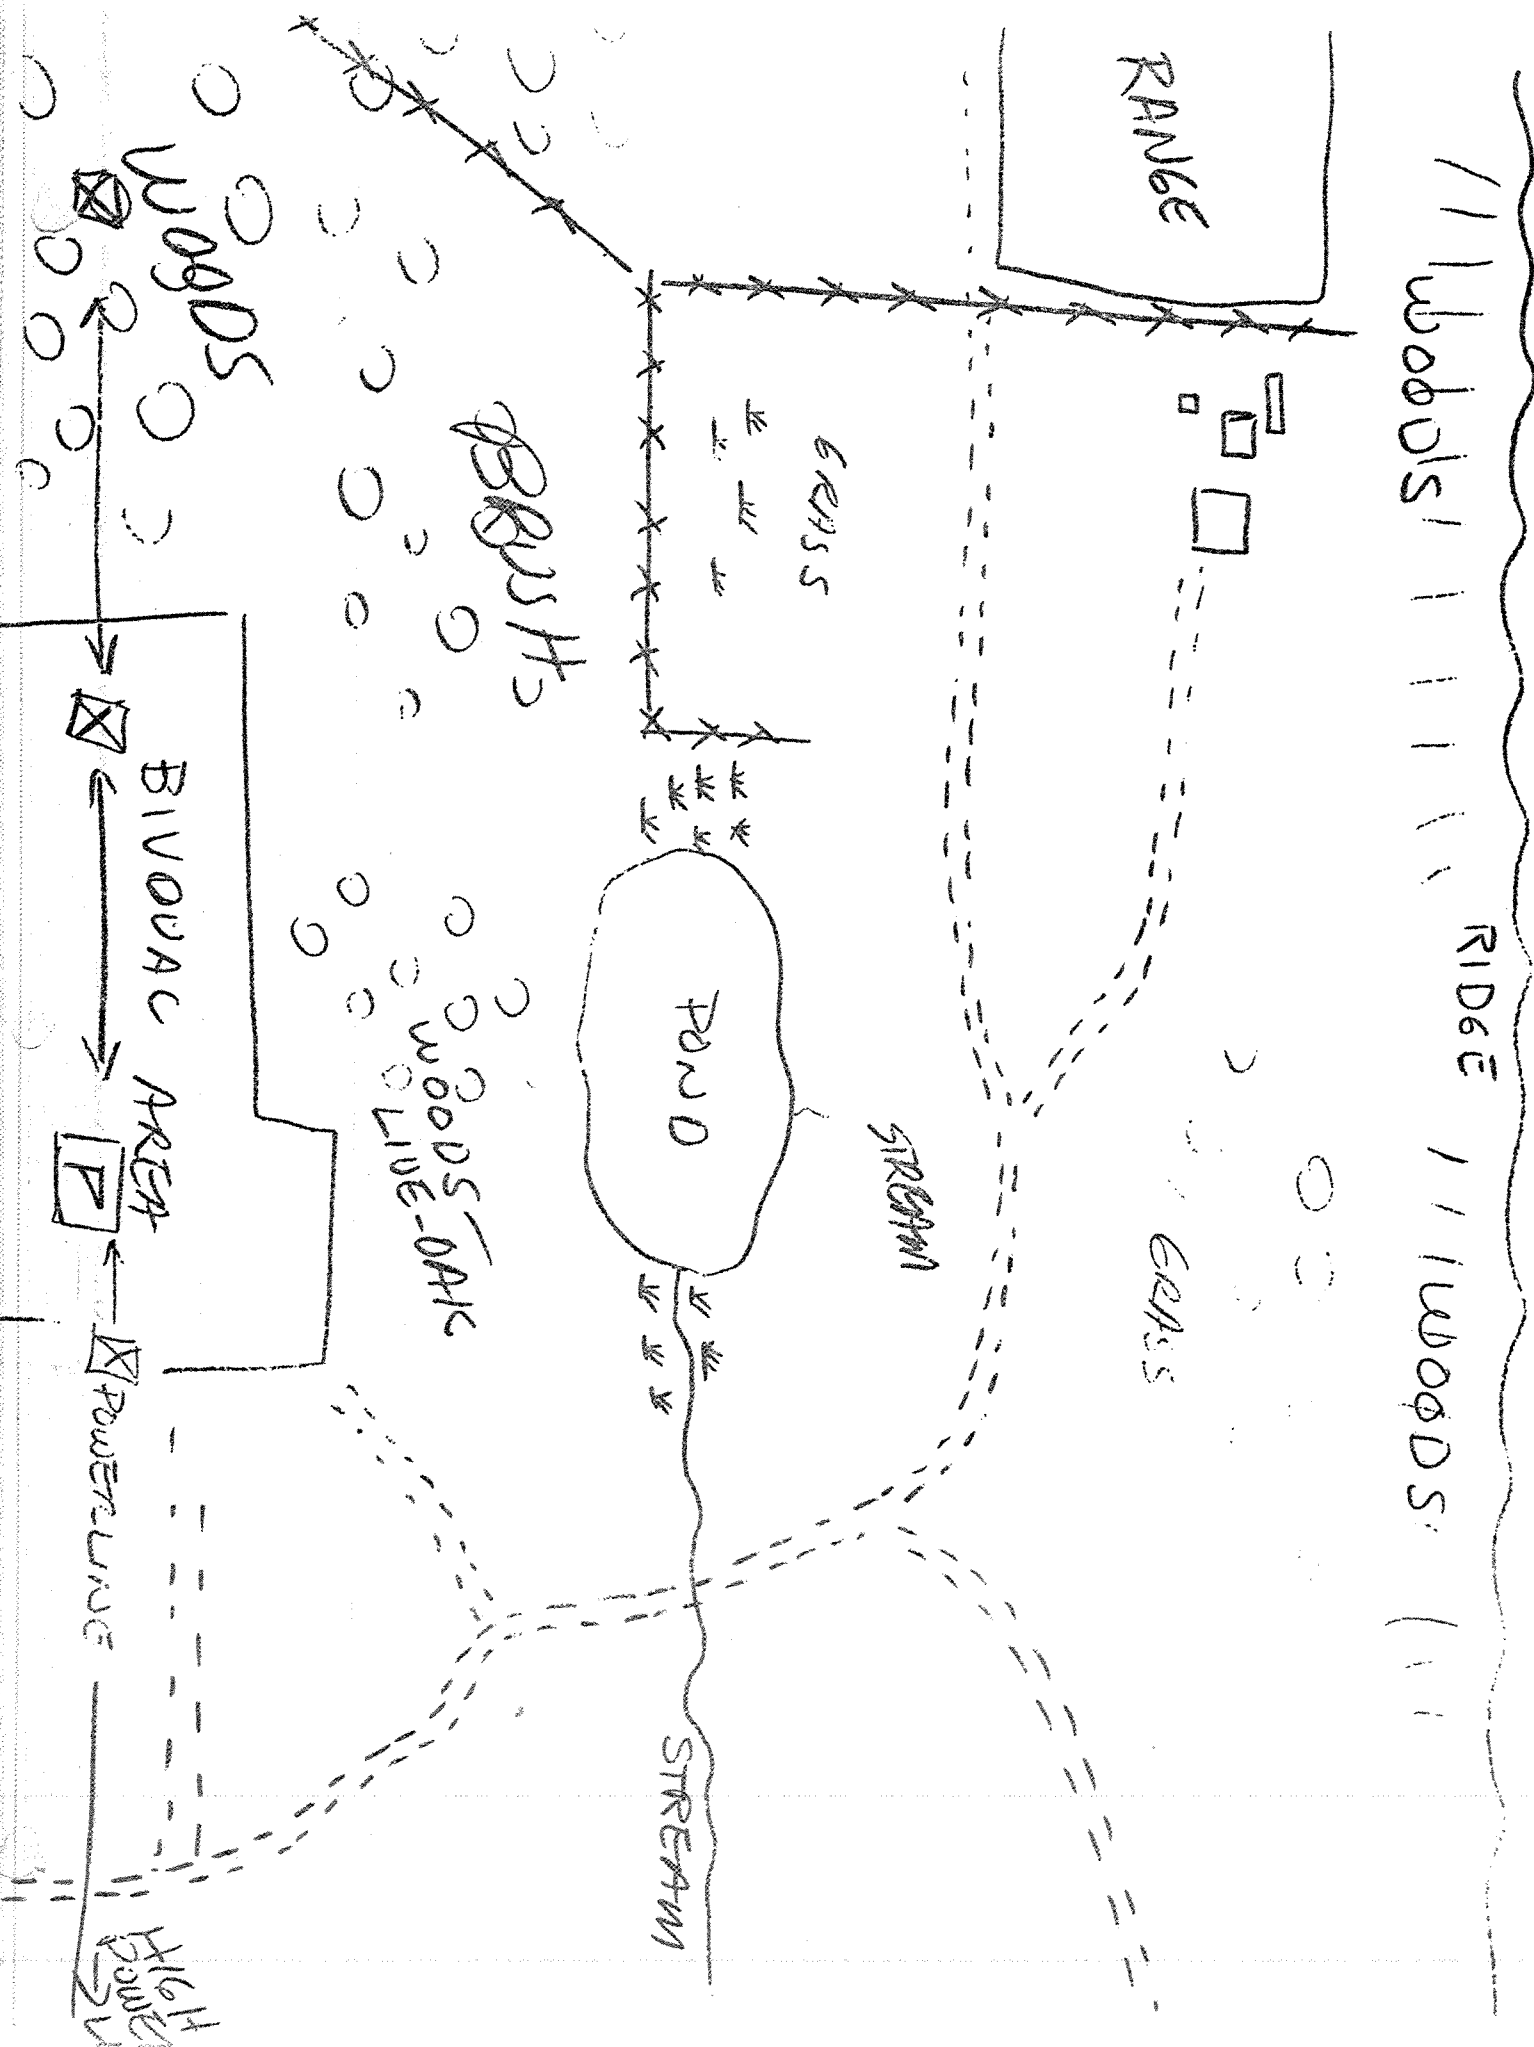 RIDGE
WOODS
WOODS
RANGE
GRASS
GRASS
STREAM
POND
STREAM
BRUSH
WOODS
LIVE-OAK
WOODS
BIVOUAC AREA
P
POWERLINE
HIGH
POWER